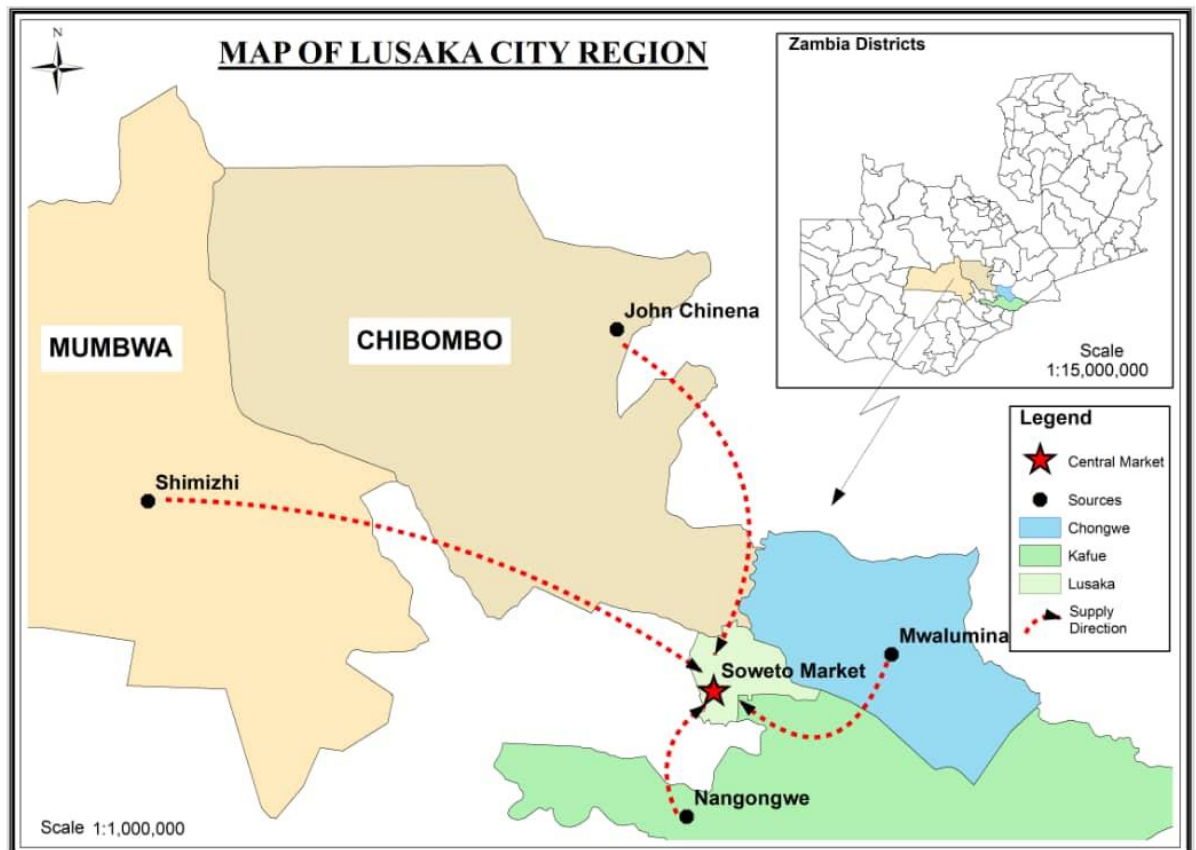 N
MAP OF LUSAKA CITY REGION
Zambia Districts
Scale
1:15,000,000
John Chinena
MUMBWA
CHIBOMBO
Shimizhi
Legend
Central Market
Sources
Chongwe
Kafue
Lusaka
Supply
Direction
Mwalumina
Soweto Market
Nangongwe
Scale 1:1,000,000